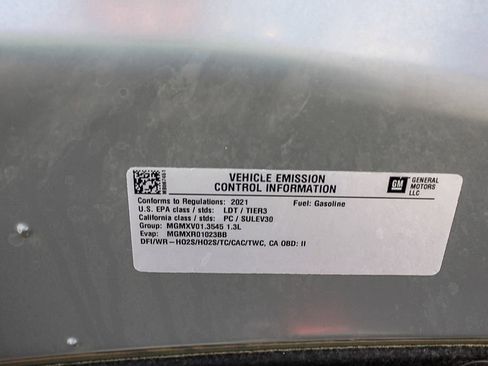 VEHICLE EMISSION
CONTROL INFORMATION
GM
GENERAL
MOTORS
LLC
Conforms to Regulations: 2021 Fuel: Gasoline
U.S. EPA class / stds: LDT / TIER3
California class / stds: PC / SULEV30
Group: MGMXV01.3545 1.3L
Evap: MGMXR01023BB
DFI/WR-HO2S/HO2S/TC/CAC/TWC, CA OBD: II